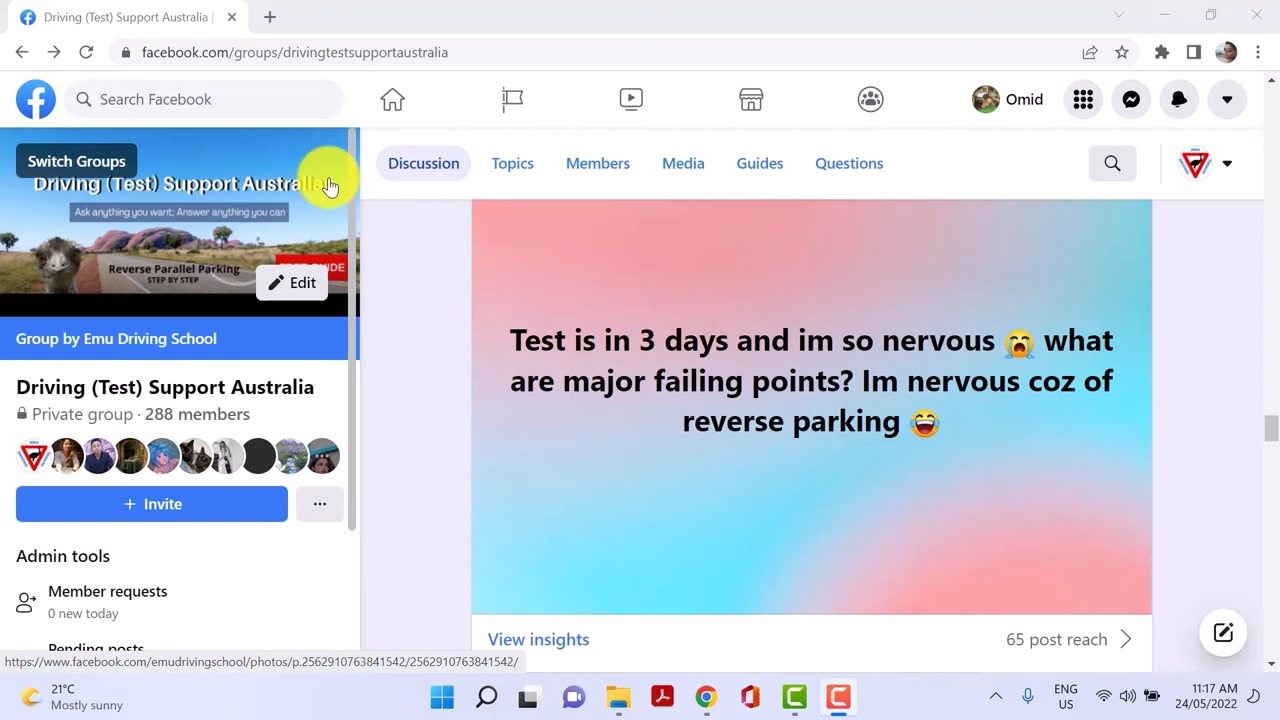 Driving (Test) Support Australia |
facebook.com/groups/drivingtestsupportaustralia
Search Facebook
Omid
Switch Groups
Driving (Test) Support Australia
Ask anything you want; Answer anything you can
Reverse Parallel Parking
STEP BY STEP
Edit
Group by Emu Driving School
Driving (Test) Support Australia
Private group · 288 members
+ Invite
Admin tools
Member requests
0 new today
Pending posts
https://www.facebook.com/emudrivingschool/photos/p.2562910763841542/2562910763841542/
Discussion
Topics
Members
Media
Guides
Questions
Test is in 3 days and im so nervous 😭 what
are major failing points? Im nervous coz of
reverse parking 😂
View insights
65 post reach
21°C
Mostly sunny
ENG
US
11:17 AM
24/05/2022